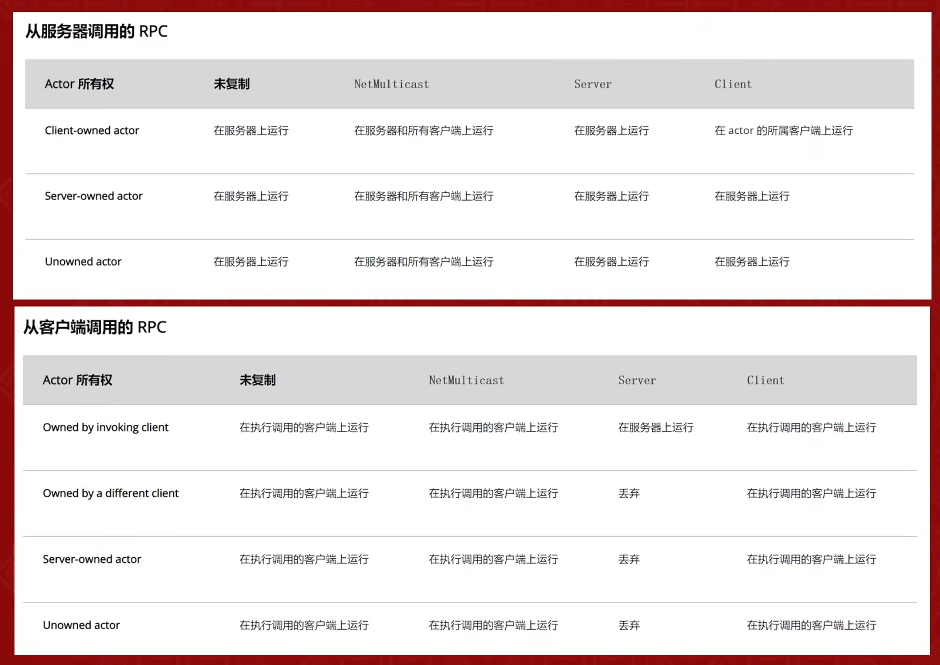 从服务器调用的 RPC
Actor 所有权 未复制 NetMulticast Server Client
Client-owned actor 在服务器上运行 在服务器和所有客户端上运行 在服务器上运行 在 actor 的所属客户端上运行
Server-owned actor 在服务器上运行 在服务器和所有客户端上运行 在服务器上运行 在服务器上运行
Unowned actor 在服务器上运行 在服务器和所有客户端上运行 在服务器上运行 在服务器上运行
从客户端调用的 RPC
Actor 所有权 未复制 NetMulticast Server Client
Owned by invoking client 在执行调用的客户端上运行 在执行调用的客户端上运行 在服务器上运行 在执行调用的客户端上运行
Owned by a different client 在执行调用的客户端上运行 在执行调用的客户端上运行 丢弃 在执行调用的客户端上运行
Server-owned actor 在执行调用的客户端上运行 在执行调用的客户端上运行 丢弃 在执行调用的客户端上运行
Unowned actor 在执行调用的客户端上运行 在执行调用的客户端上运行 丢弃 在执行调用的客户端上运行